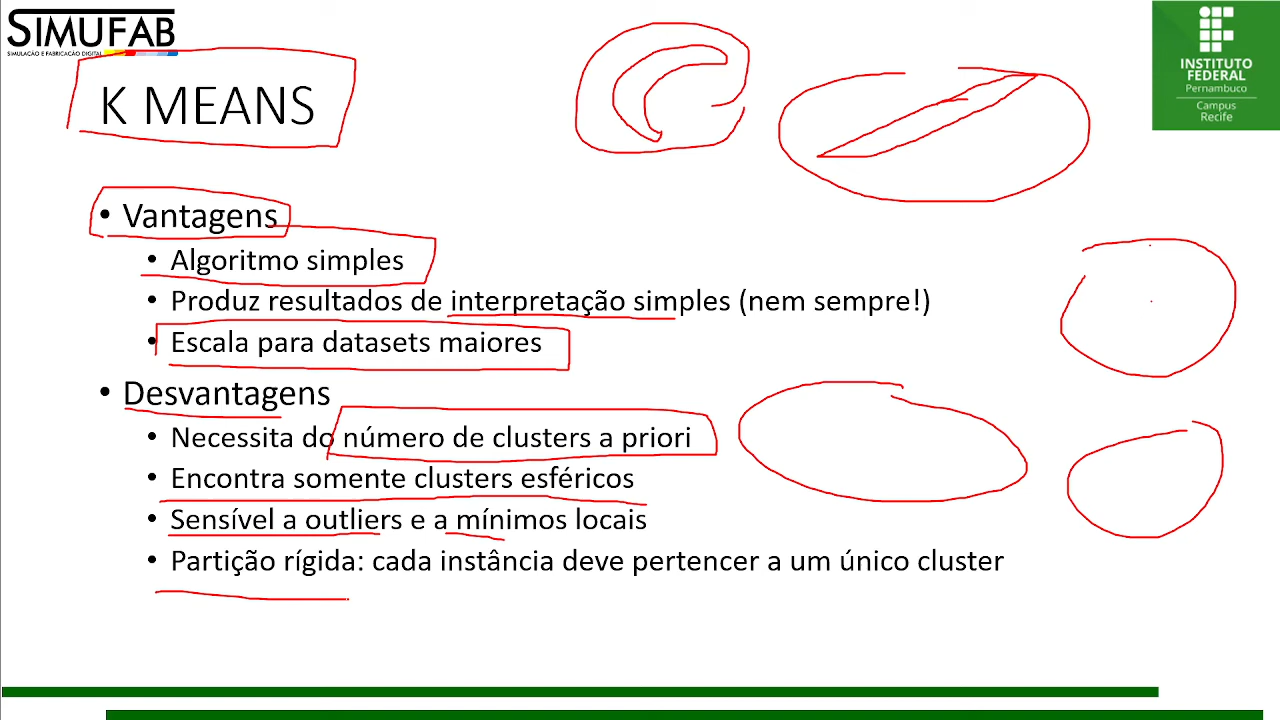 SIMUFAB
SIMULAÇÃO E FABRICAÇÃO DIGITAL
INSTITUTO
FEDERAL
Pernambuco
Campus
Recife
K MEANS
• Vantagens
• Algoritmo simples
• Produz resultados de interpretação simples (nem sempre!)
• Escala para datasets maiores
• Desvantagens
• Necessita do número de clusters a priori
• Encontra somente clusters esféricos
• Sensível a outliers e a mínimos locais
• Partição rígida: cada instância deve pertencer a um único cluster